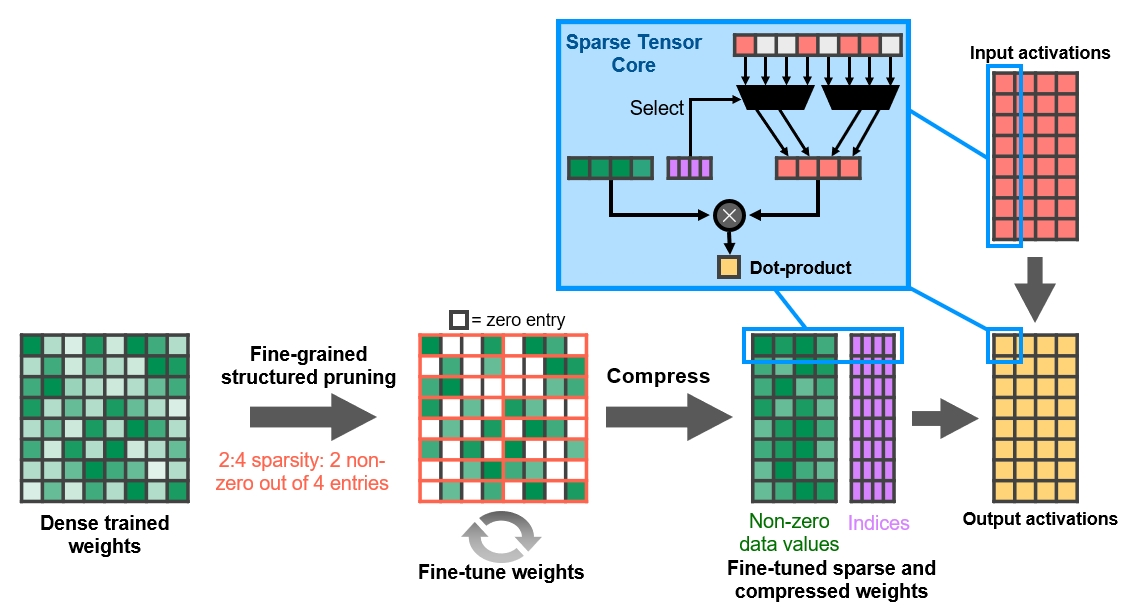 Sparse Tensor
Core
Input activations
Select
Dot-product
= zero entry
Fine-grained
structured pruning
2:4 sparsity: 2 non-
zero out of 4 entries
Compress
Dense trained
weights
Fine-tune weights
Non-zero
data values
Indices
Fine-tuned sparse and
compressed weights
Output activations